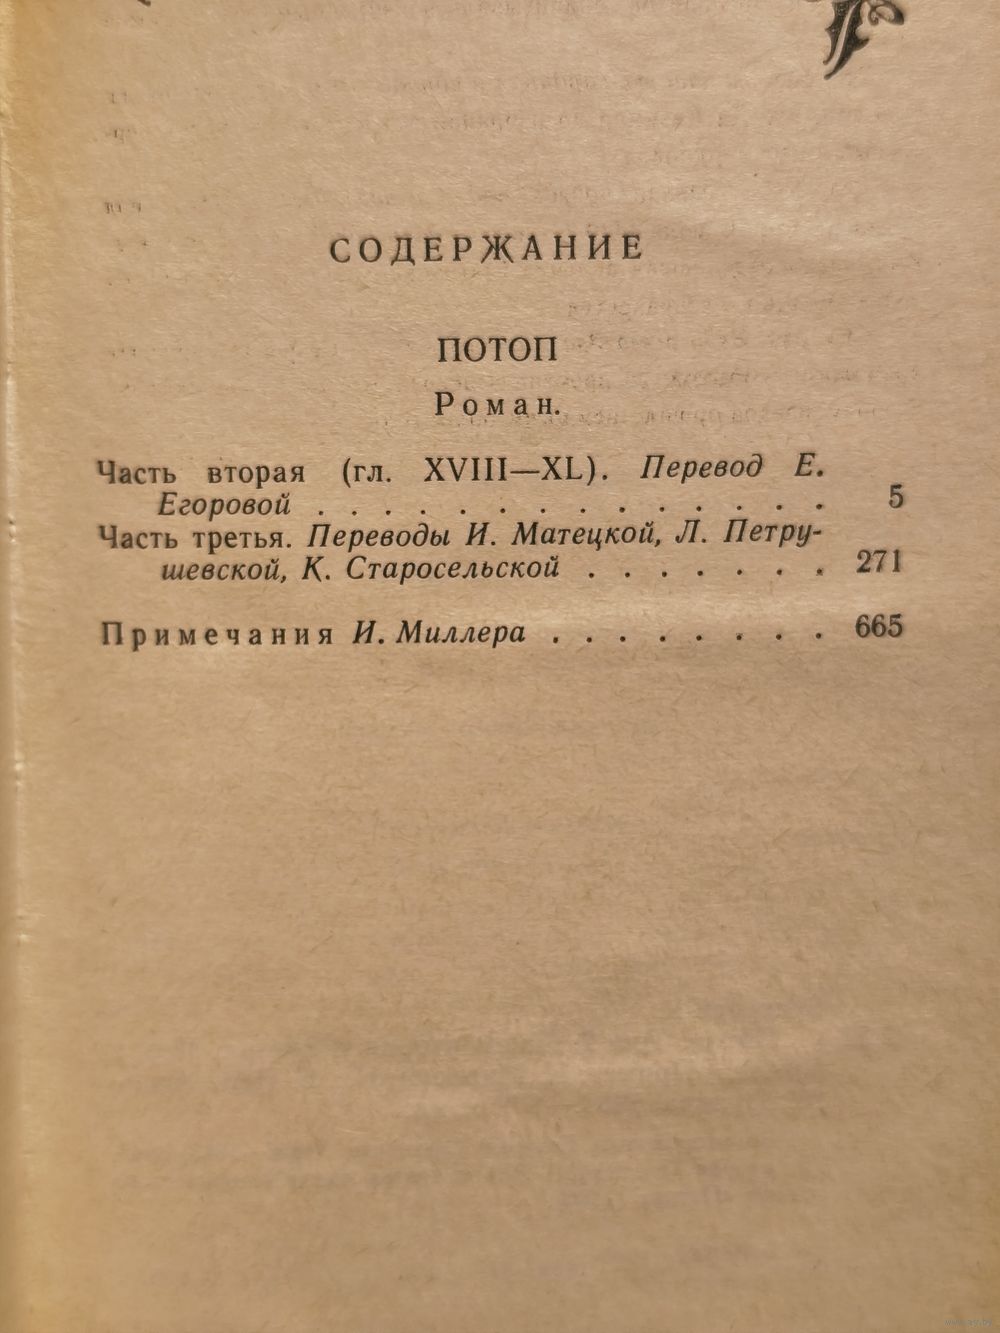 СОДЕРЖАНИЕ
ПОТОП
Роман.
Часть вторая (гл. XVIII—XL). Перевод Е.
Егоровой . . . . . . . . . . . . . . 5
Часть третья. Переводы И. Матецкой, Л. Петру-
шевской, К. Старосельской . . . . . . . 271
Примечания И. Миллера . . . . . . . . 665